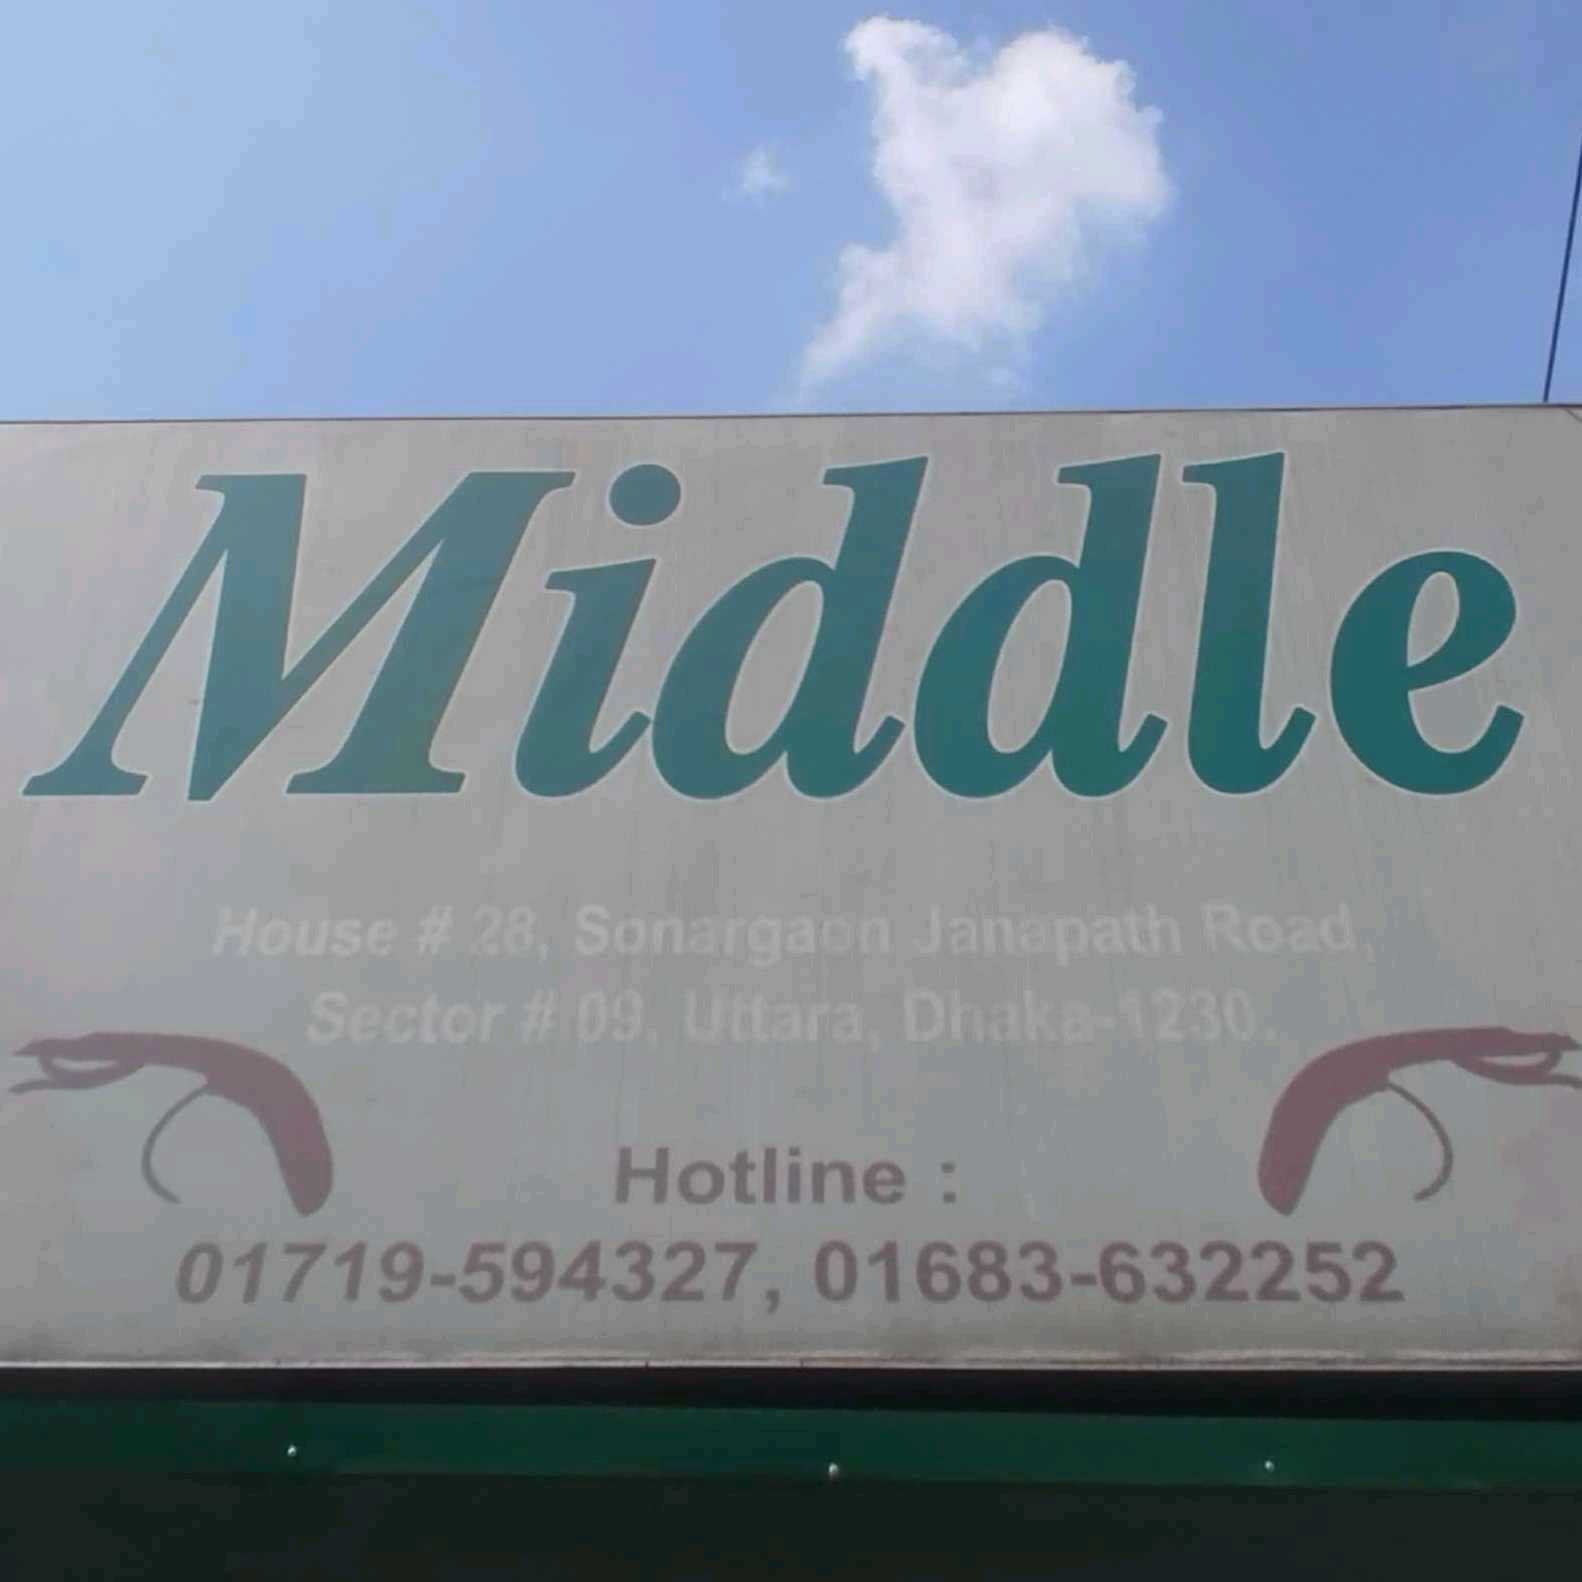 Middle
House # 28, Sonargaon Janapath Road,
Sector # 09, Uttara, Dhaka-1230.
Hotline :
01719-594327, 01683-632252